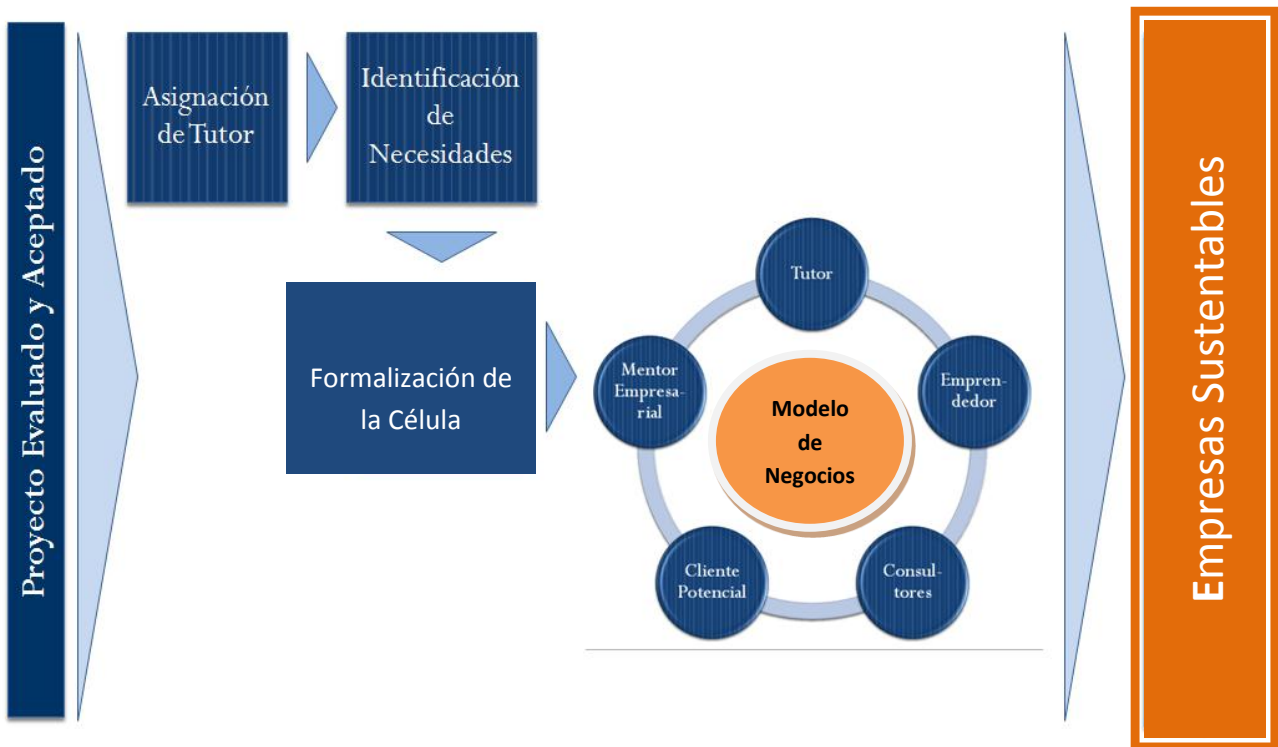 Proyecto Evaluado y Aceptado
Asignación
de Tutor
Identificación
de
Necesidades
Formalización de
la Célula
Tutor
Mentor
Empresa-
rial
Empren-
dedor
Modelo
de
Negocios
Cliente
Potencial
Consul-
tores
Empresas Sustentables